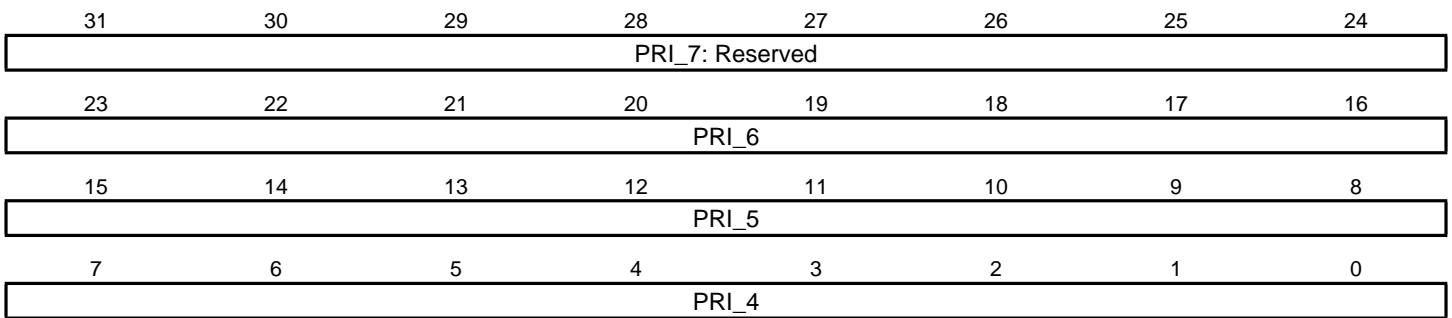 31 30 29 28 27 26 25 24
PRI_7: Reserved
23 22 21 20 19 18 17 16
PRI_6
15 14 13 12 11 10 9 8
PRI_5
7 6 5 4 3 2 1 0
PRI_4